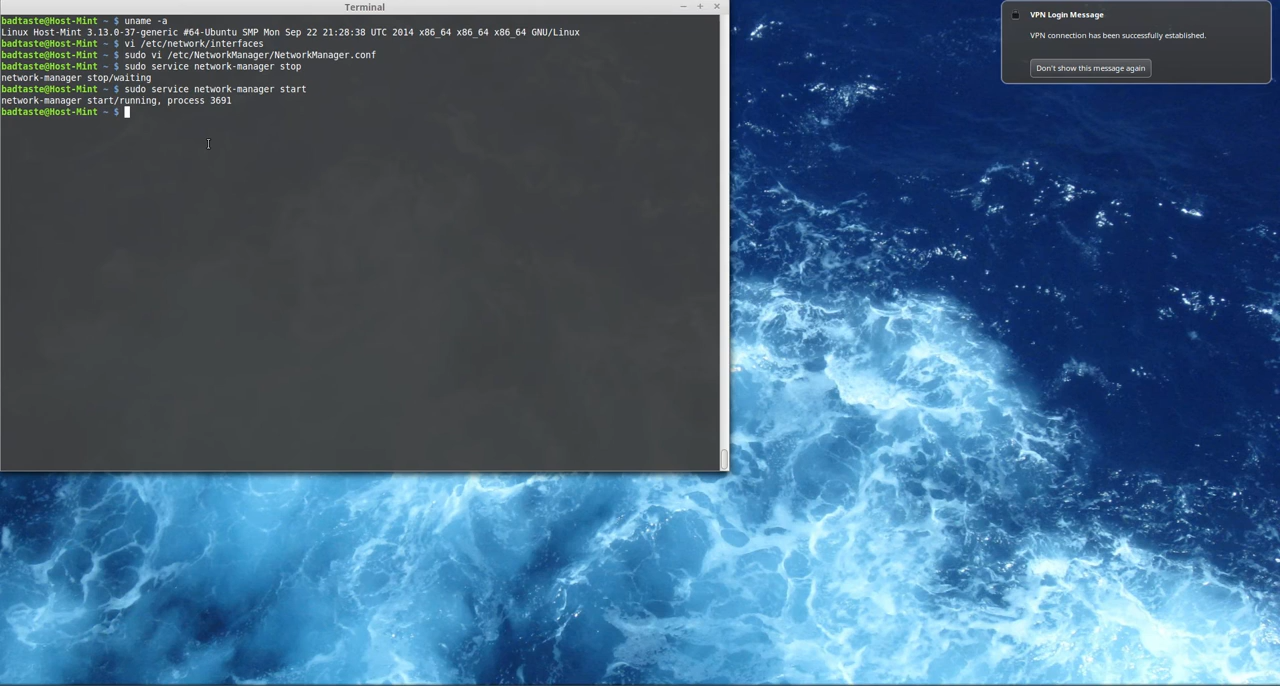 Terminal
badtaste@Host-Mint ~ $ uname -a
Linux Host-Mint 3.13.0-37-generic #64-Ubuntu SMP Mon Sep 22 21:28:38 UTC 2014 x86_64 x86_64 x86_64 GNU/Linux
badtaste@Host-Mint ~ $ vi /etc/network/interfaces
badtaste@Host-Mint ~ $ sudo vi /etc/NetworkManager/NetworkManager.conf
badtaste@Host-Mint ~ $ sudo service network-manager stop
network-manager stop/waiting
badtaste@Host-Mint ~ $ sudo service network-manager start
network-manager start/running, process 3691
badtaste@Host-Mint ~ $
VPN Login Message
VPN connection has been successfully established.
Don't show this message again